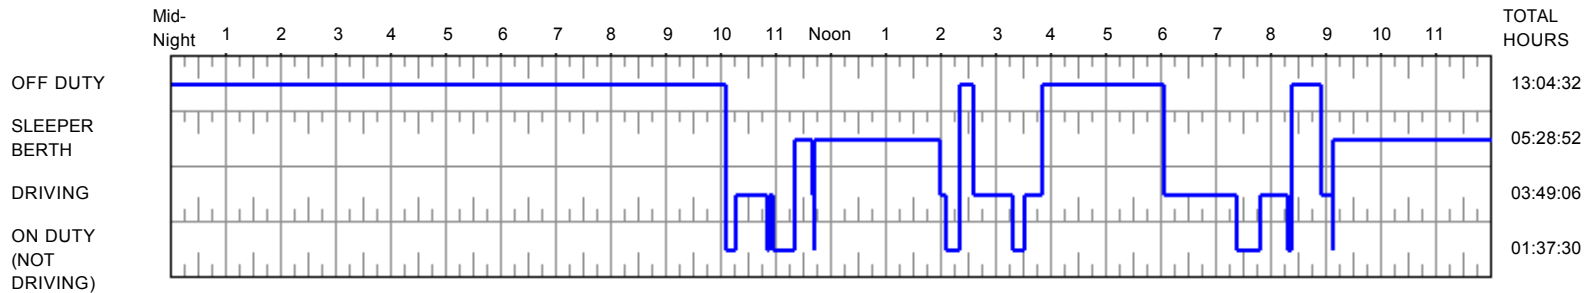 Mid-
Night 1 2 3 4 5 6 7 8 9 10 11 Noon 1 2 3 4 5 6 7 8 9 10 11
TOTAL
HOURS
OFF DUTY 13:04:32
SLEEPER
BERTH 05:28:52
DRIVING 03:49:06
ON DUTY
(NOT
DRIVING) 01:37:30